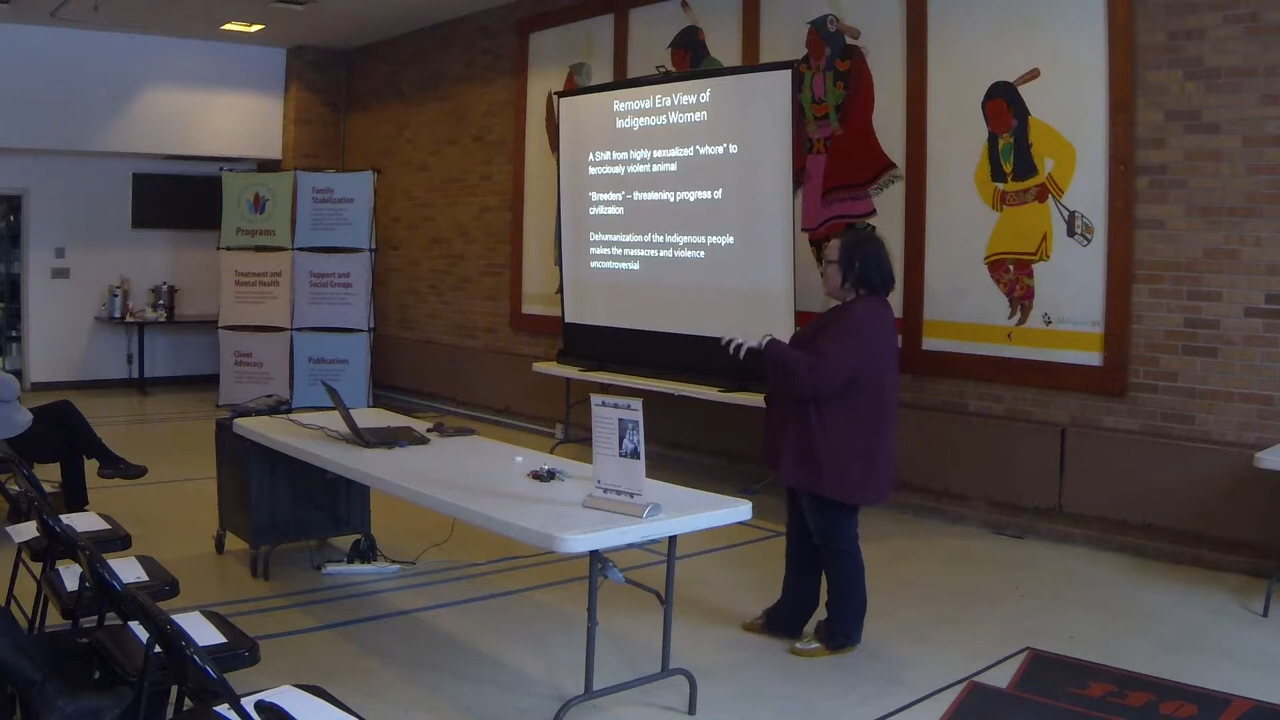 Removal Era View of
Indigenous Women
A Shift from highly sexualized "whore" to
ferociously violent animal
"Breeders" – threatening progress of
civilization
Dehumanization of the indigenous people
makes the massacres and violence
uncontroversial
Programs
Family
Stabilization
Treatment and
Mental Health
Support and
Social Groups
Client
Advocacy
Publications